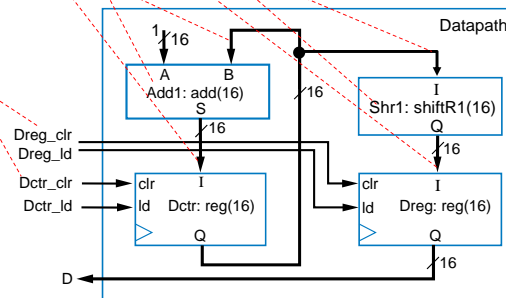 Datapath
1 16
A B
Add1: add(16)
S
16
16
I
Shr1: shiftR1(16)
Q
16
Dreg_clr
Dreg_ld
Dctr_clr
Dctr_ld
clr I
ld Dctr: reg(16)
Q
clr I
ld Dreg: reg(16)
Q
16
D